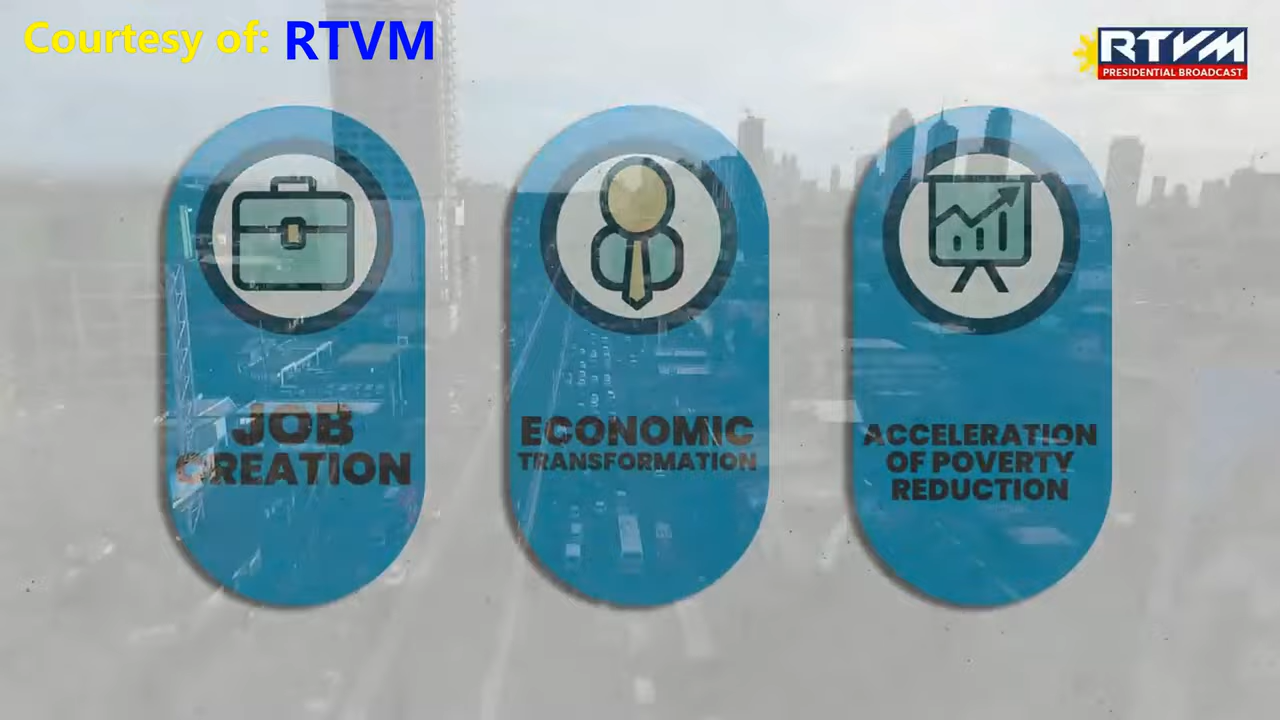 Courtesy of: RTVM
RTVM
PRESIDENTIAL BROADCAST
JOB
CREATION
ECONOMIC
TRANSFORMATION
ACCELERATION
OF POVERTY
REDUCTION